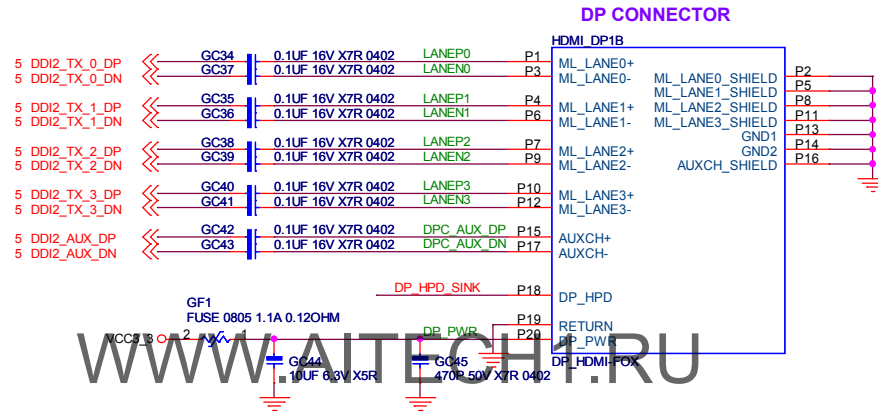 DP CONNECTOR
HDMI_DP1B
5 DDI2_TX_0_DP GC34 0.1UF 16V X7R 0402 LANEP0 P1 ML_LANE0+
5 DDI2_TX_0_DN GC37 0.1UF 16V X7R 0402 LANEN0 P3 ML_LANE0- ML_LANE0_SHIELD P2
ML_LANE1_SHIELD P5
5 DDI2_TX_1_DP GC35 0.1UF 16V X7R 0402 LANEP1 P4 ML_LANE1+ ML_LANE2_SHIELD P8
5 DDI2_TX_1_DN GC36 0.1UF 16V X7R 0402 LANEN1 P6 ML_LANE1- ML_LANE3_SHIELD P11
GND1 P13
5 DDI2_TX_2_DP GC38 0.1UF 16V X7R 0402 LANEP2 P7 ML_LANE2+ GND2 P14
5 DDI2_TX_2_DN GC39 0.1UF 16V X7R 0402 LANEN2 P9 ML_LANE2- AUXCH_SHIELD P16
5 DDI2_TX_3_DP GC40 0.1UF 16V X7R 0402 LANEP3 P10 ML_LANE3+
5 DDI2_TX_3_DN GC41 0.1UF 16V X7R 0402 LANEN3 P12 ML_LANE3-
5 DDI2_AUX_DP GC42 0.1UF 16V X7R 0402 DPC_AUX_DP P15 AUXCH+
5 DDI2_AUX_DN GC43 0.1UF 16V X7R 0402 DPC_AUX_DN P17 AUXCH-
DP_HPD_SINK P18 DP_HPD
GF1
FUSE 0805 1.1A 0.12OHM
P19 RETURN
VCC3_3 2 1 DP_PWR P20 DP_PWR
WWW.AITECH1.RU
GC44 GC45 DP_HDMI-FOX
10UF 6.3V X5R 470P 50V X7R 0402